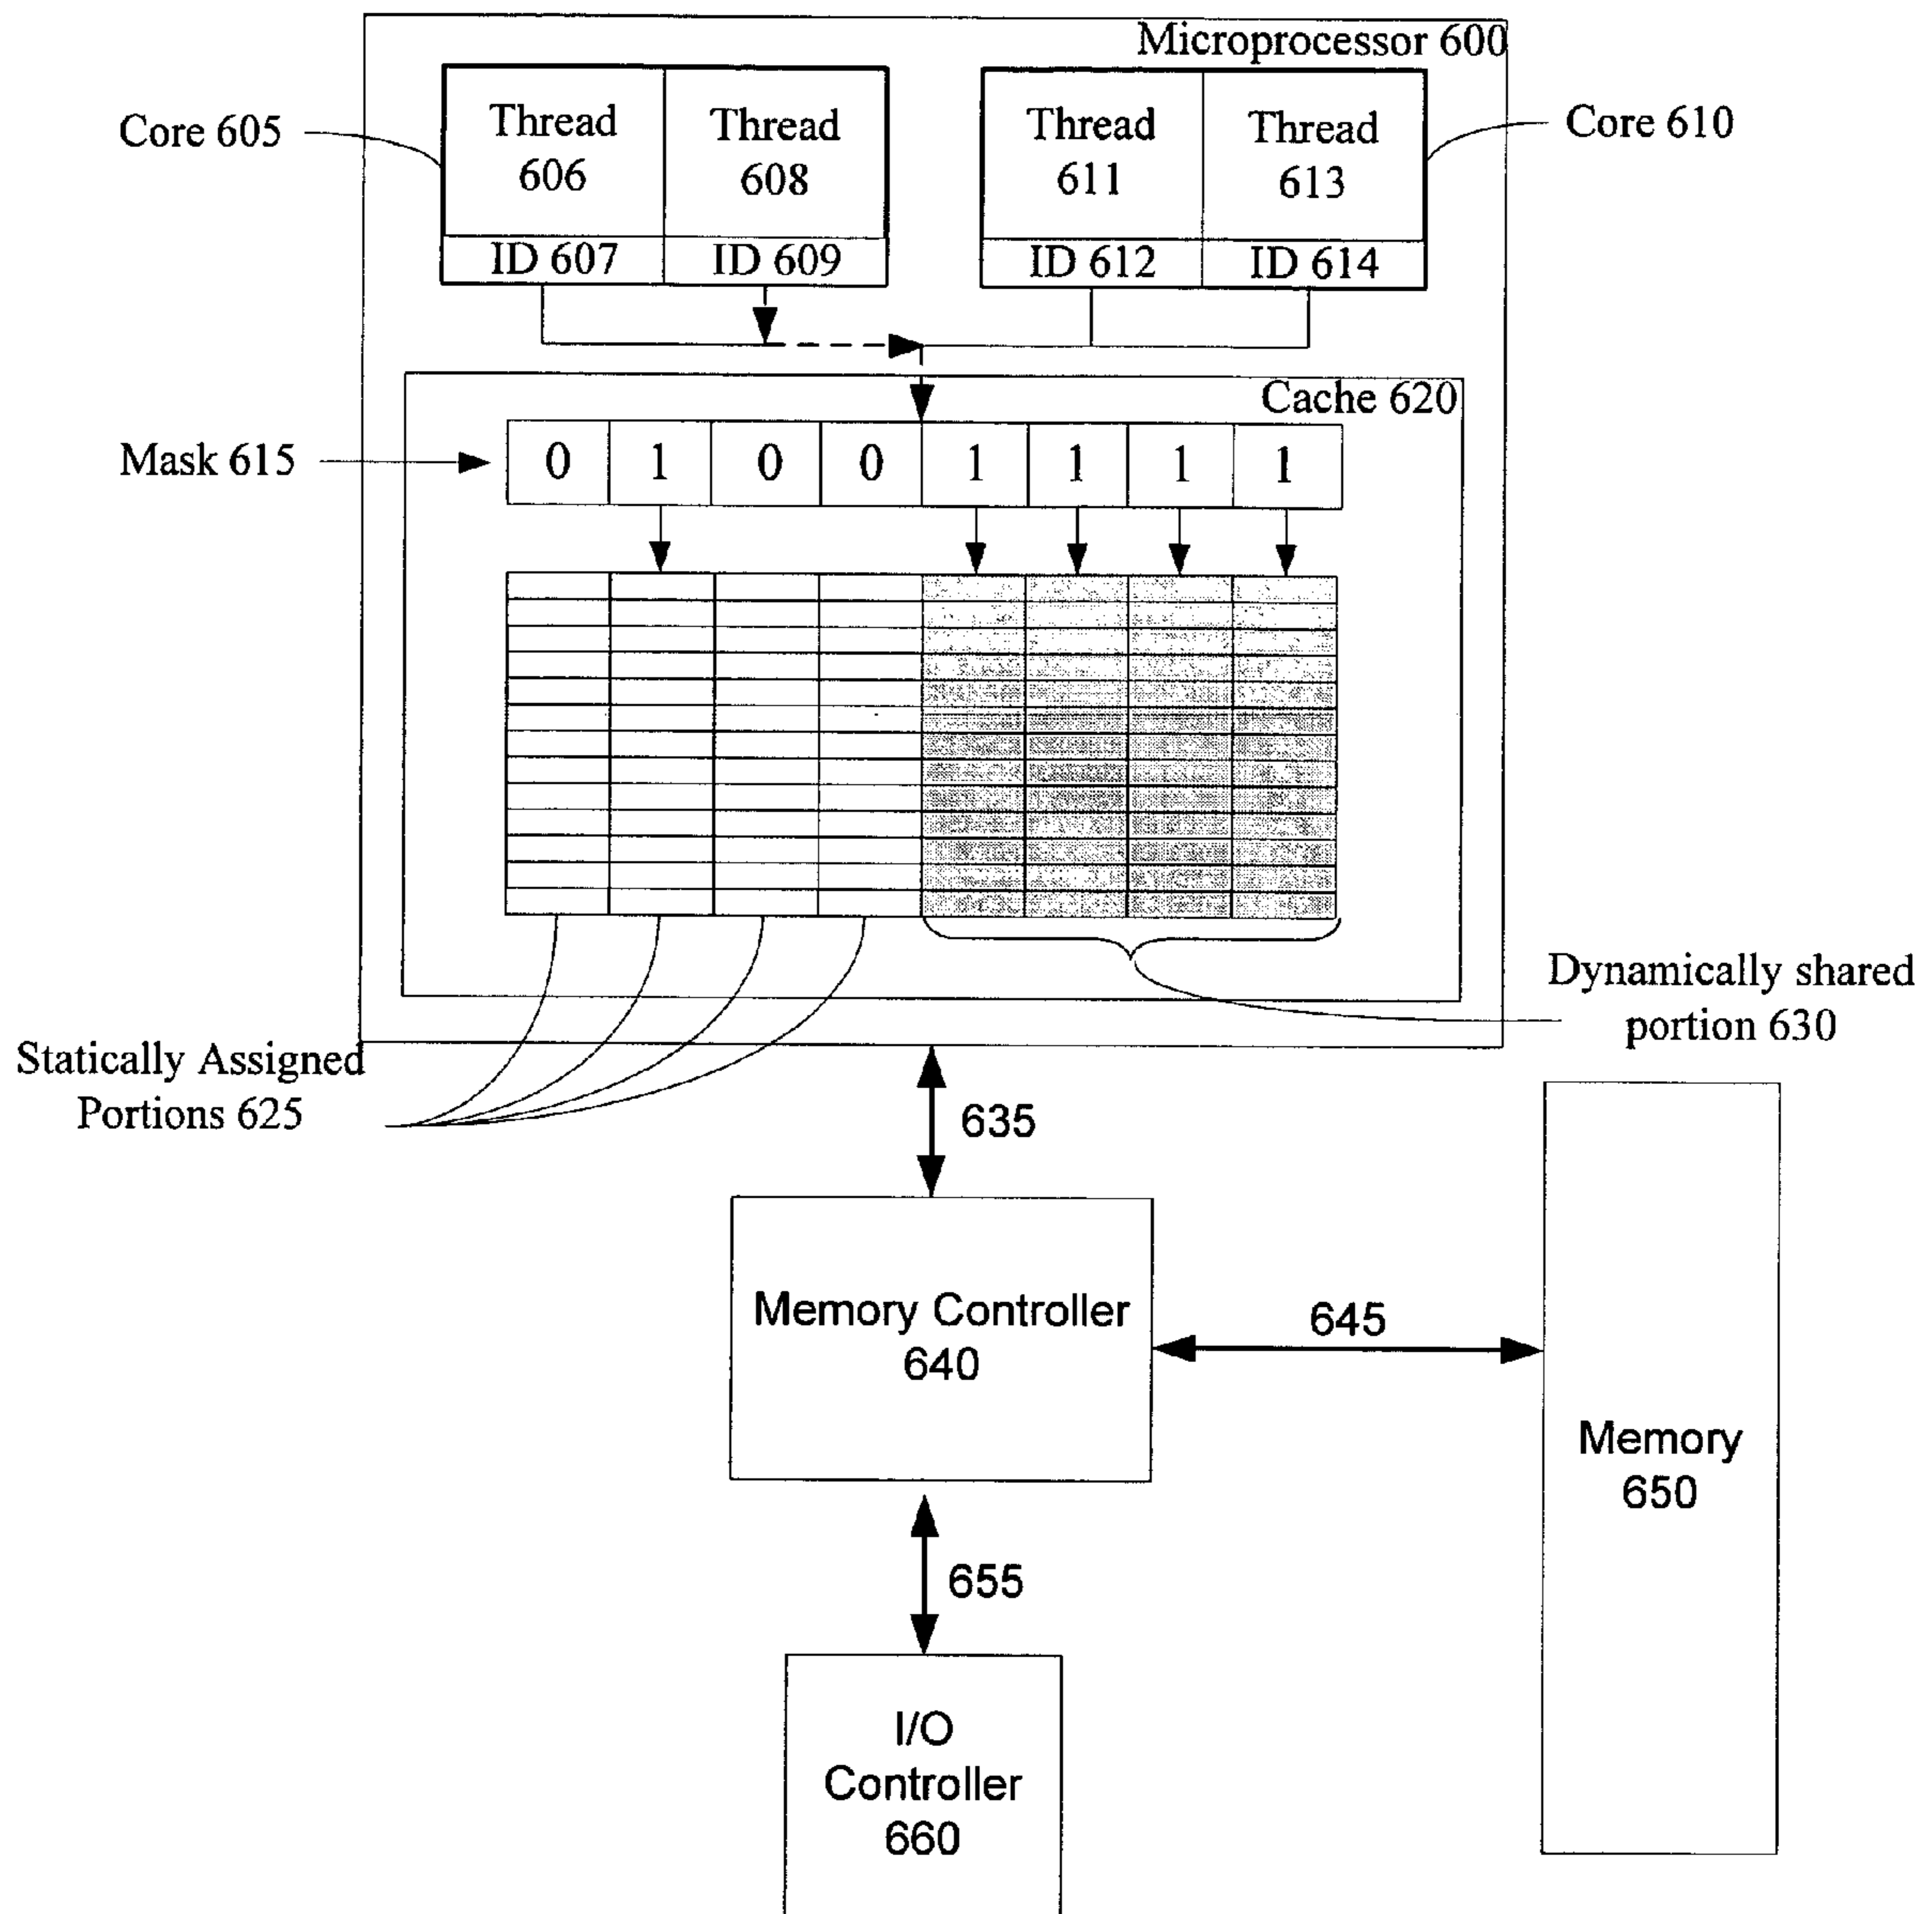 Microprocessor 600
Core 605
Thread
606
Thread
608
Thread
611
Thread
613
Core 610
ID 607
ID 609
ID 612
ID 614
Cache 620
Mask 615
0 1 0 0 1 1 1 1
Dynamically shared
portion 630
Statically Assigned
Portions 625
635
Memory Controller
640
645
Memory
650
655
I/O
Controller
660